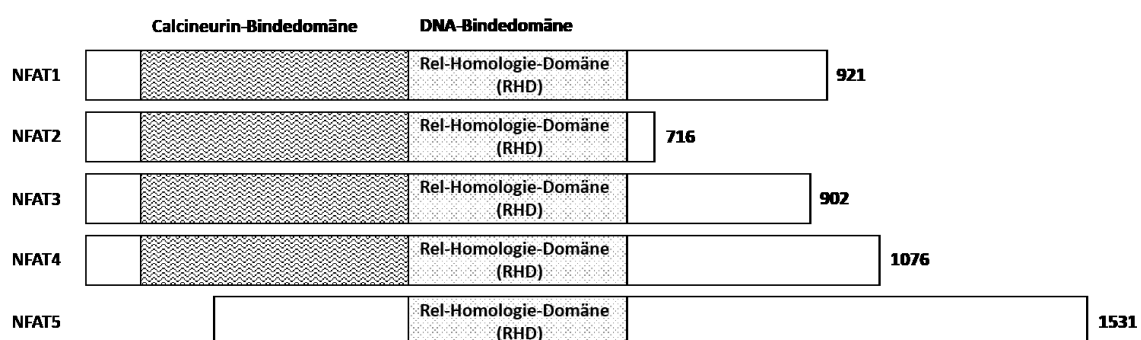 Calcineurin-Bindedomäne DNA-Bindedomäne
NFAT1 Rel-Homologie-Domäne (RHD) 921
NFAT2 Rel-Homologie-Domäne (RHD) 716
NFAT3 Rel-Homologie-Domäne (RHD) 902
NFAT4 Rel-Homologie-Domäne (RHD) 1076
NFAT5 Rel-Homologie-Domäne (RHD) 1531